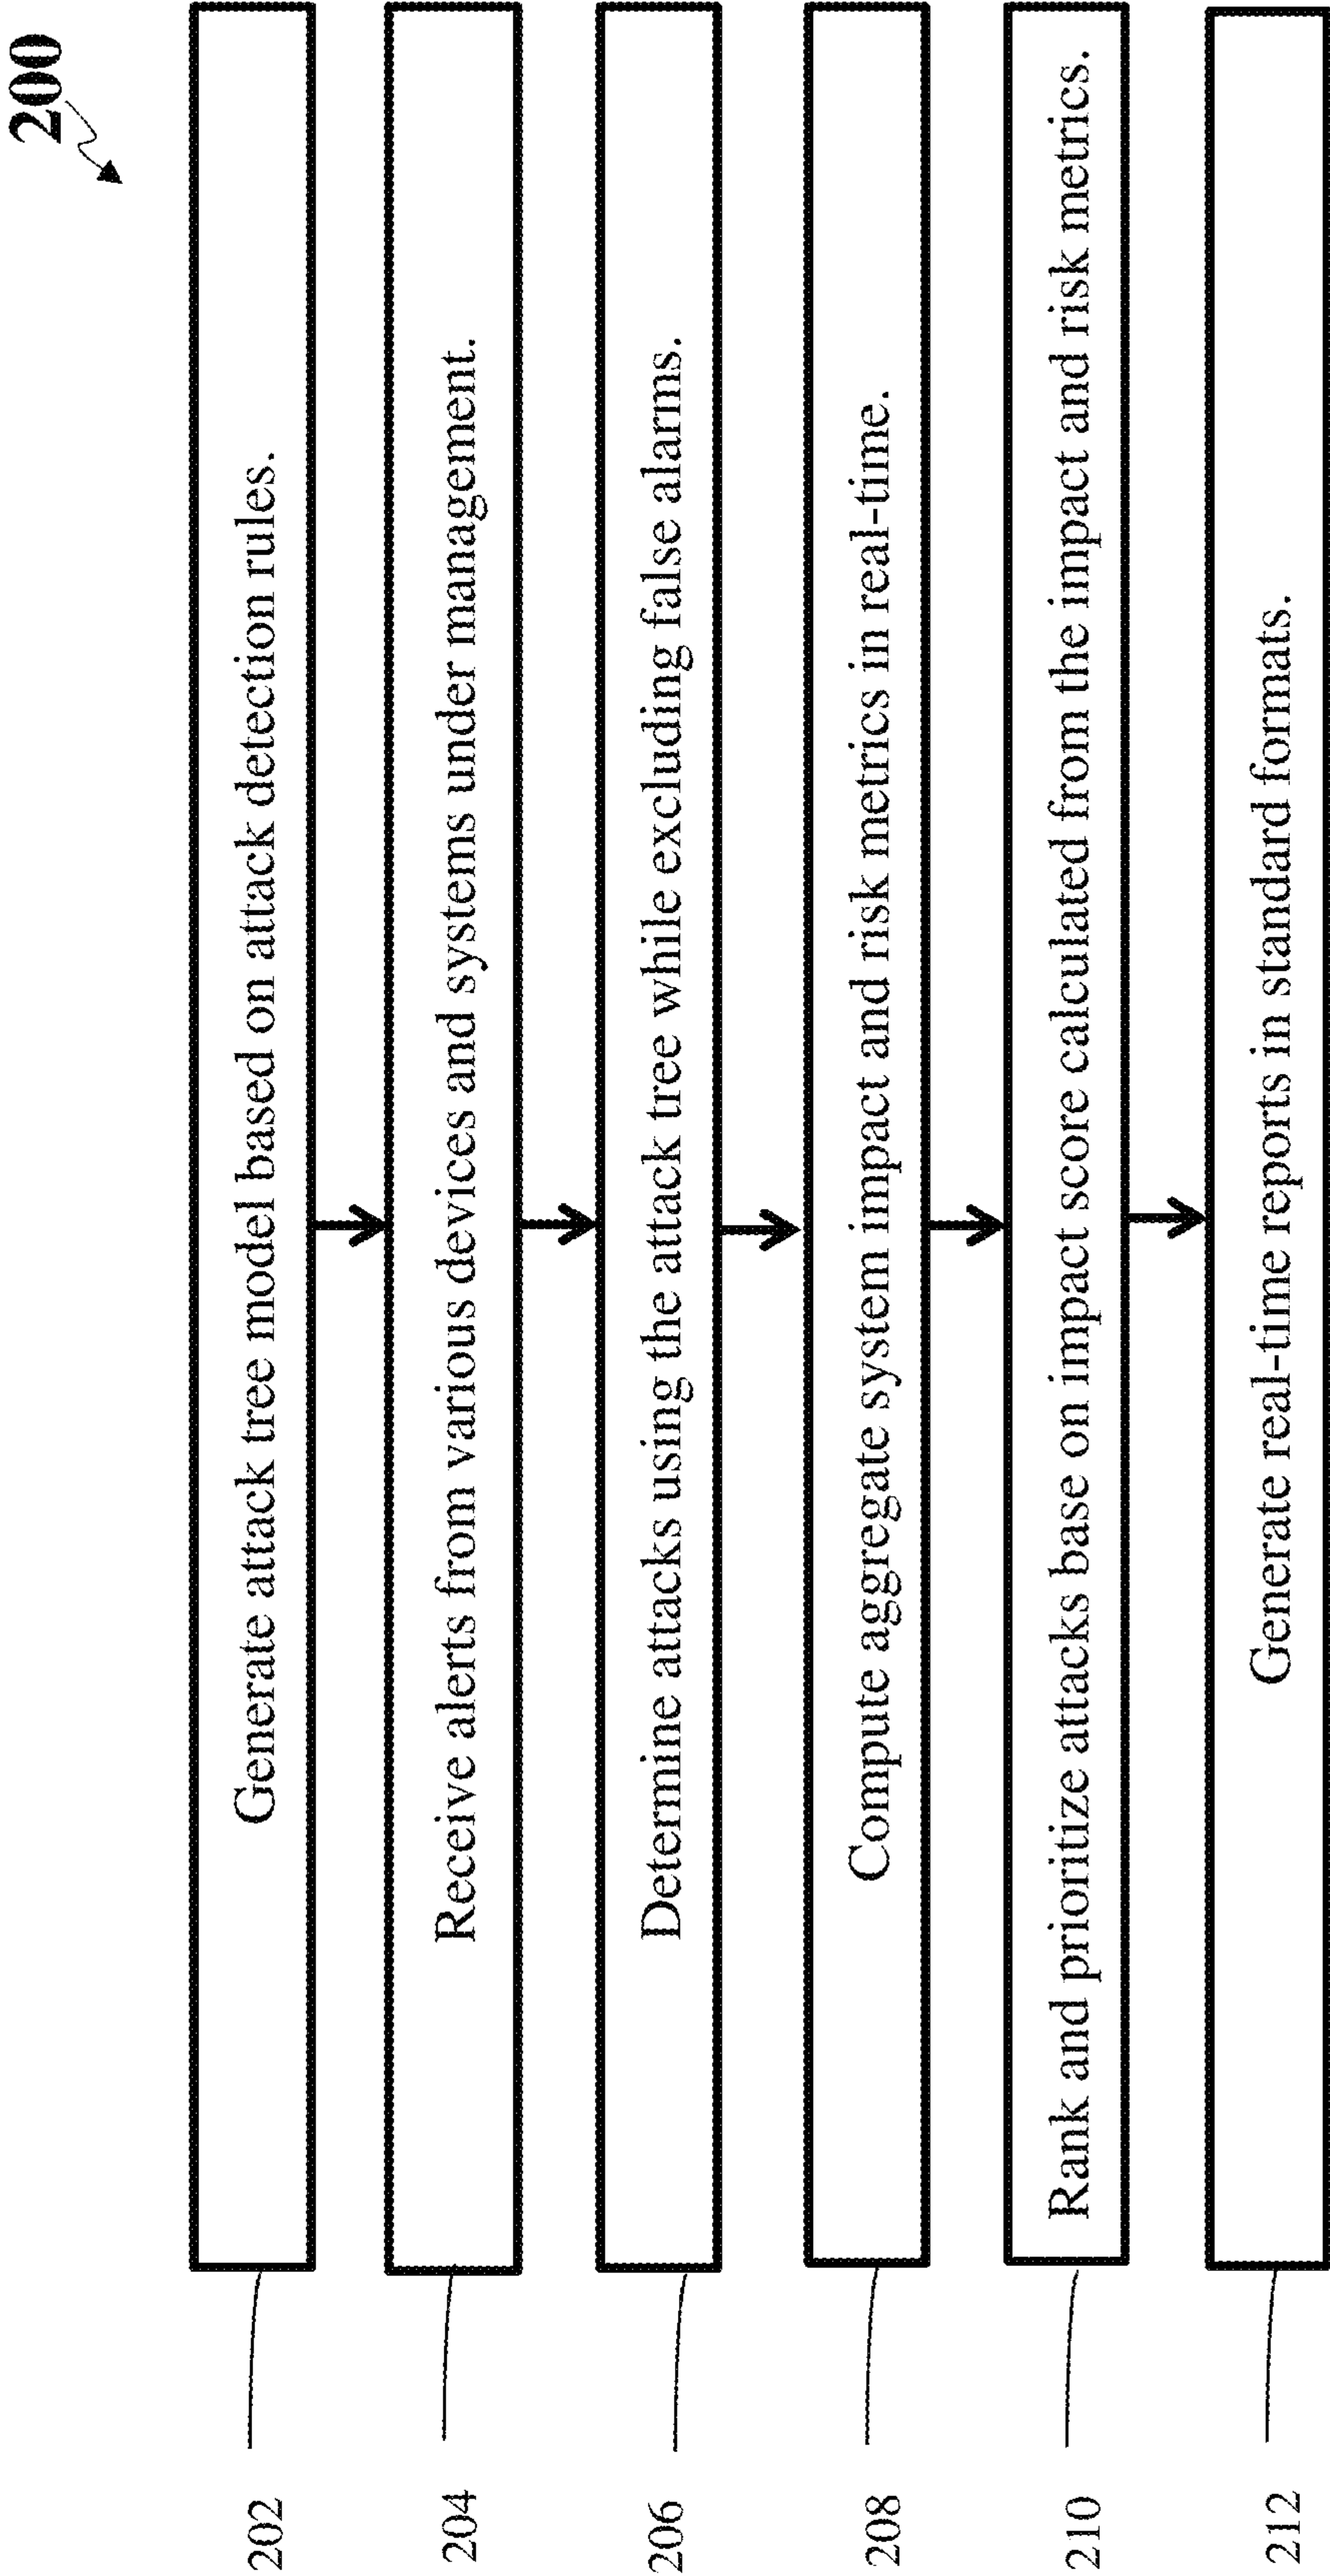 200
202
Generate attack tree model based on attack detection rules.
204
Receive alerts from various devices and systems under management.
206
Determine attacks using the attack tree while excluding false alarms.
208
Compute aggregate system impact and risk metrics in real-time.
210
Rank and prioritize attacks base on impact score calculated from the impact and risk metrics.
212
Generate real-time reports in standard formats.